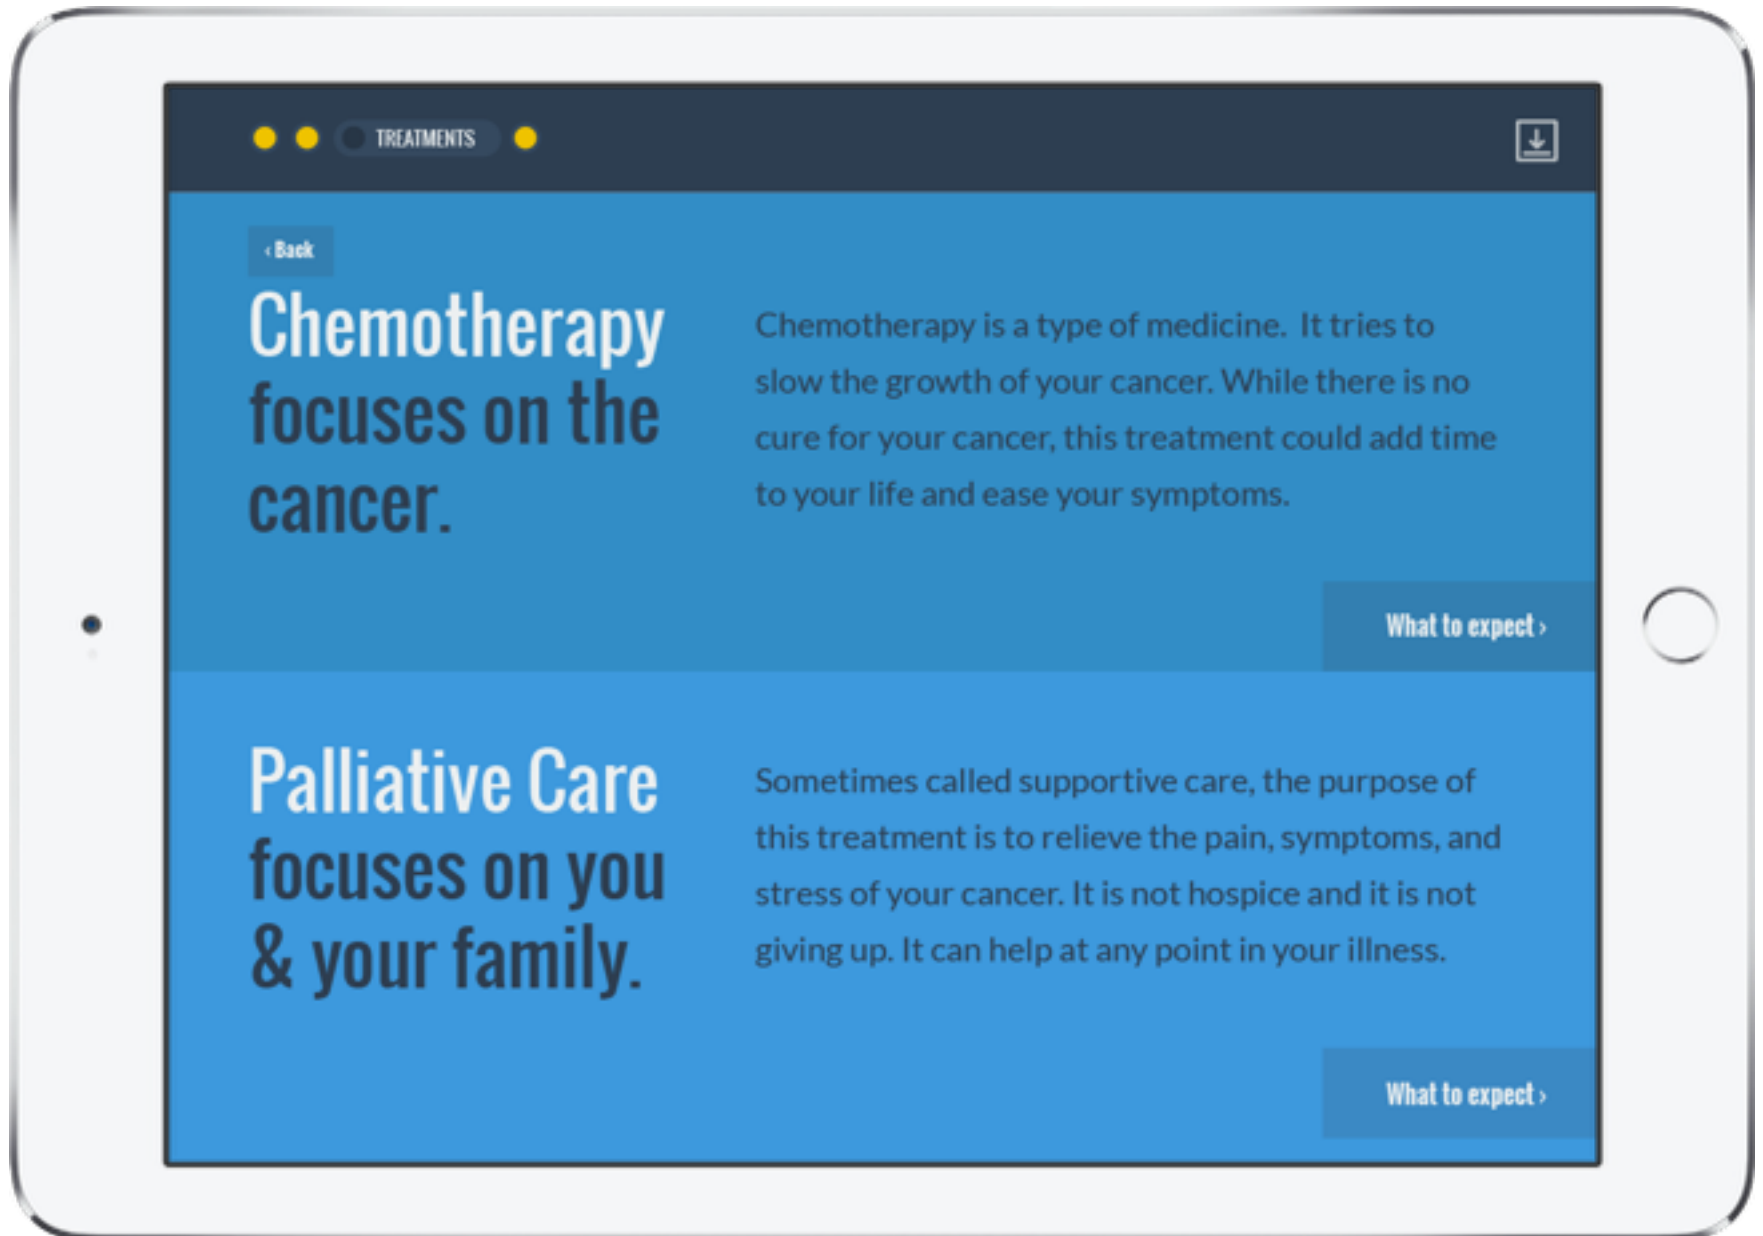 TREATMENTS
‹ Back
Chemotherapy
focuses on the
cancer.
Chemotherapy is a type of medicine.  It tries to
slow the growth of your cancer. While there is no
cure for your cancer, this treatment could add time
to your life and ease your symptoms.
What to expect ›
Palliative Care
focuses on you
& your family.
Sometimes called supportive care, the purpose of
this treatment is to relieve the pain, symptoms, and
stress of your cancer. It is not hospice and it is not
giving up. It can help at any point in your illness.
What to expect ›